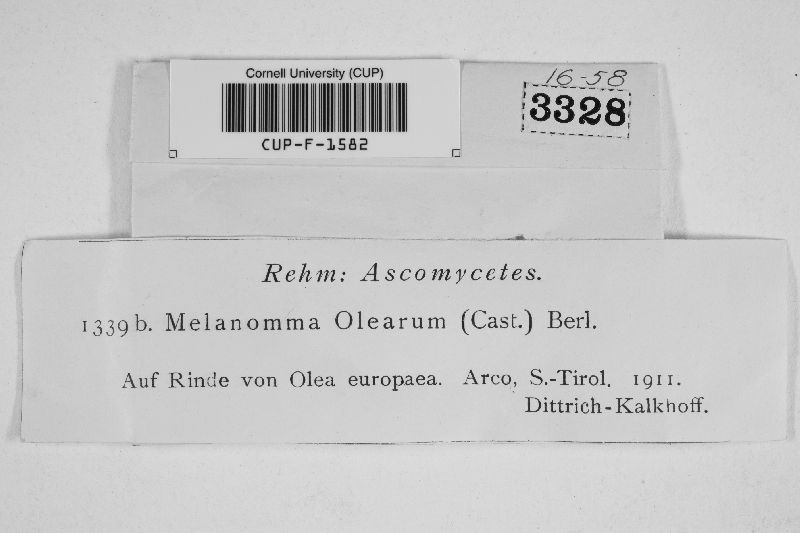 Cornell University (CUP)
CUP-F-1582
16-58
3328
Rehm: Ascomycetes.
1339b. Melanomma Olearum (Cast.) Berl.
Auf Rinde von Olea europaea. Arco, S.-Tirol. 1911.
Dittrich-Kalkhoff.